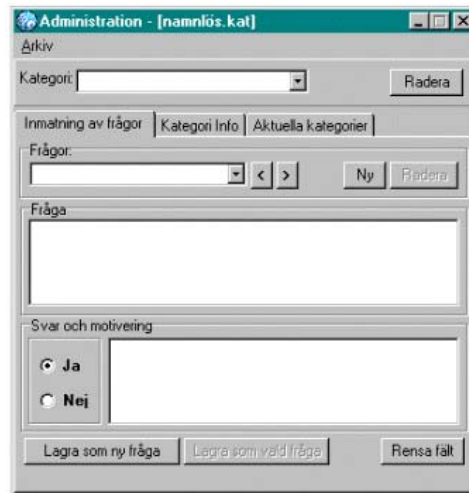 Administration - [namnlös.kat]
Arkiv
Kategori: Radera
Inmatning av frågor Kategori Info Aktuella kategorier
Frågor:
< > Ny Radera
Fråga
Svar och motivering
Ja
Nej
Lagra som ny fråga Lagra som vald fråga Rensa fält